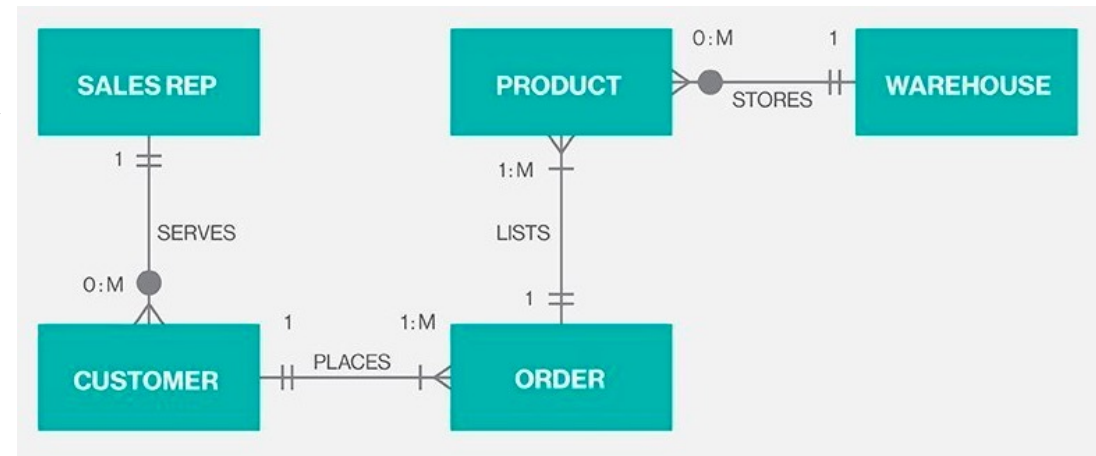 0:M
1
SALES REP
PRODUCT
WAREHOUSE
STORES
1
1:M
SERVES
LISTS
0:M
1
1
1:M
PLACES
CUSTOMER
ORDER